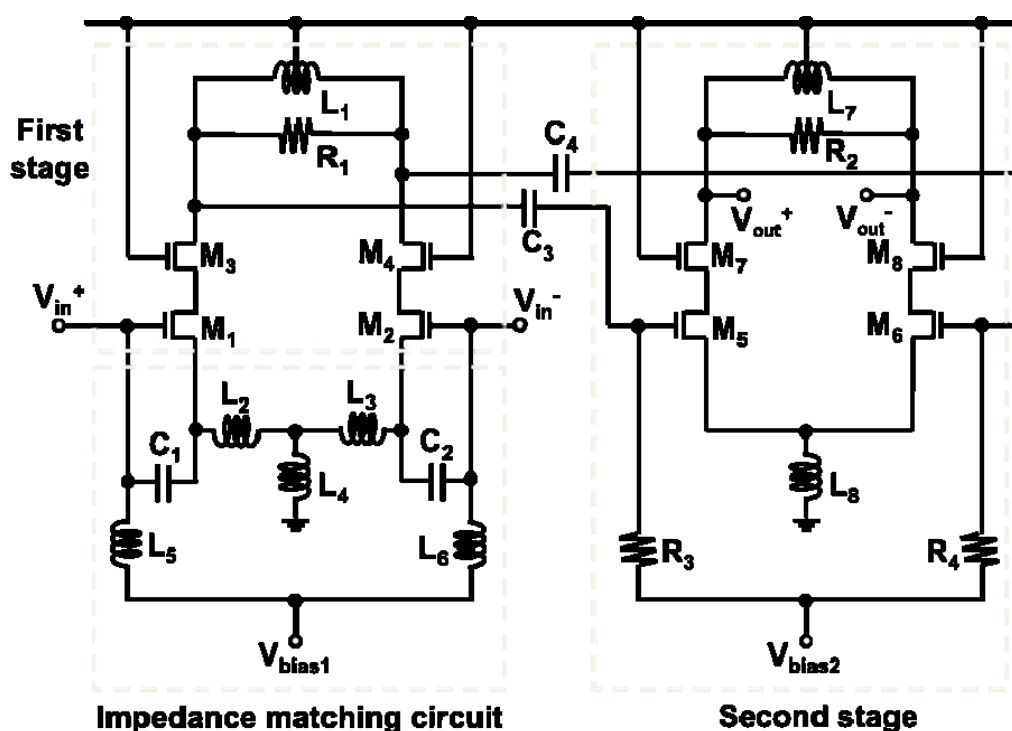 First
stage
L1
R1
C4
C3
L7
R2
Vout+
Vout-
M3
M4
M7
M8
Vin+
Vin-
M1
M2
M5
M6
L2
L3
C1
C2
L4
L8
L5
L6
R3
R4
Vbias1
Vbias2
Impedance matching circuit
Second stage